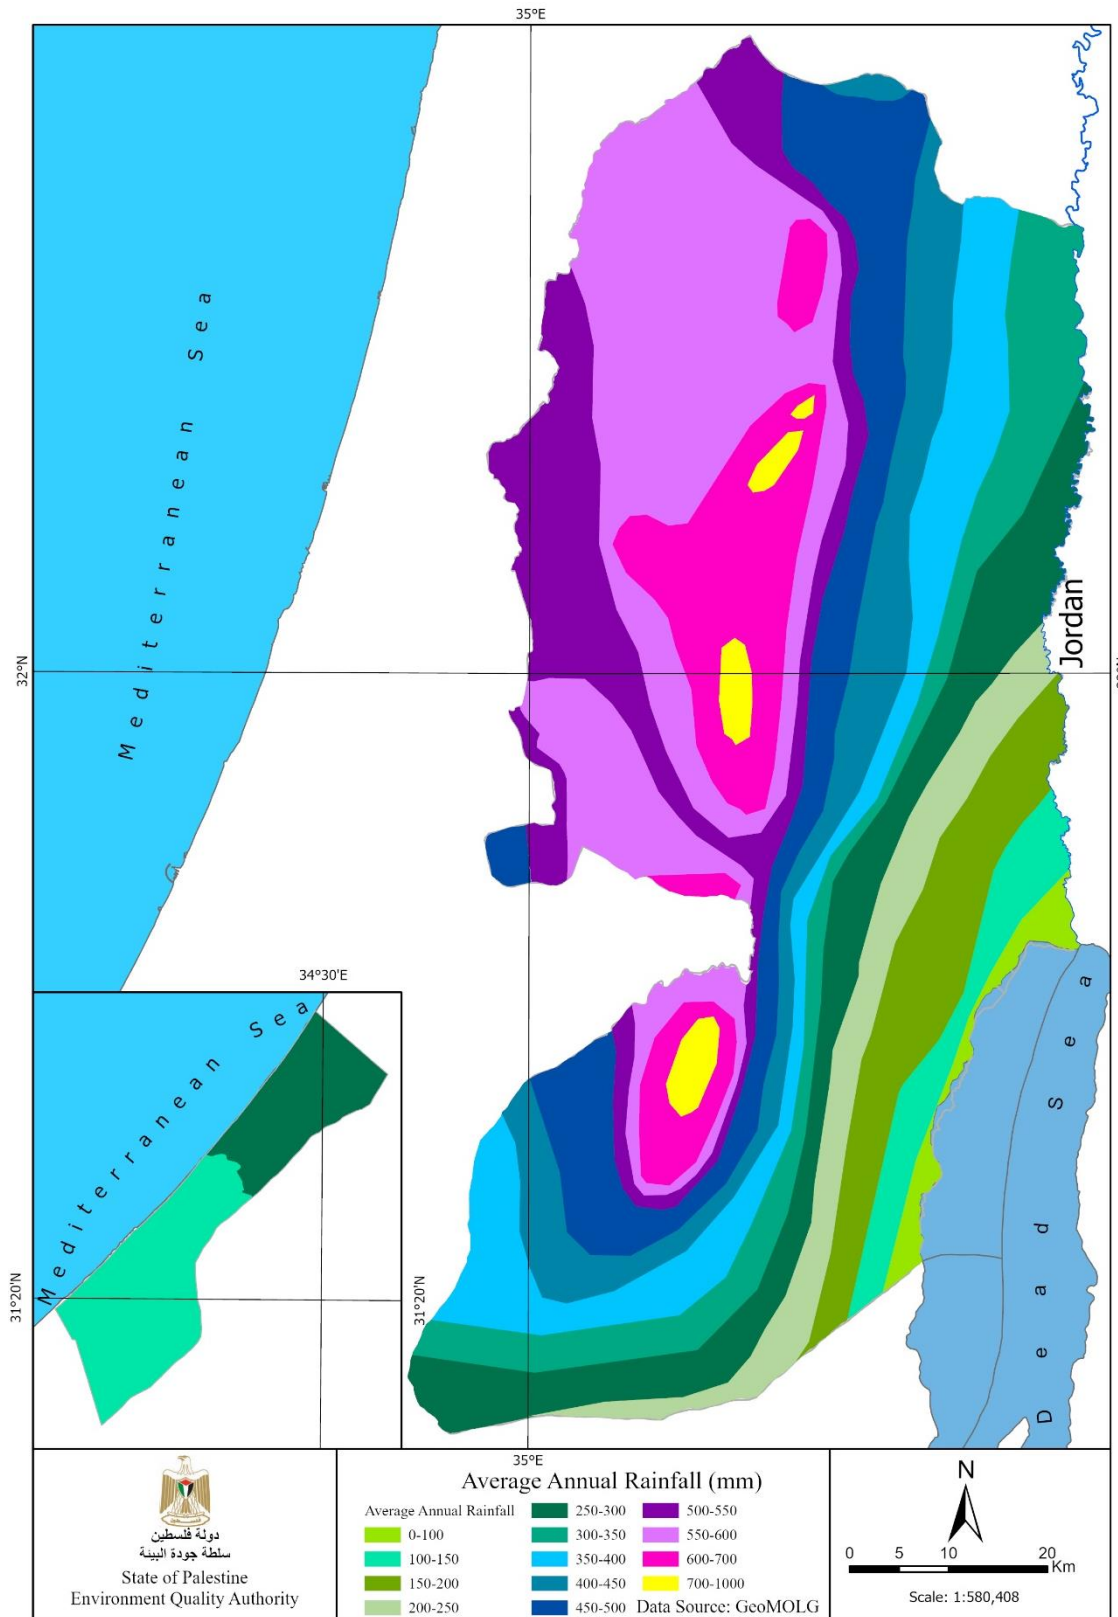 35°E
Mediterranean Sea
32°N
Jordan
34°30'E
Mediterranean Sea
31°20'N
31°20'N
Dead Sea
35°E
دولة فلسطين
سلطة جودة البيئة
State of Palestine
Environment Quality Authority
Average Annual Rainfall (mm)
Average Annual Rainfall
0-100
100-150
150-200
200-250
250-300
300-350
350-400
400-450
450-500
500-550
550-600
600-700
700-1000
Data Source: GeoMOLG
N
0 5 10 20
Km
Scale: 1:580,408